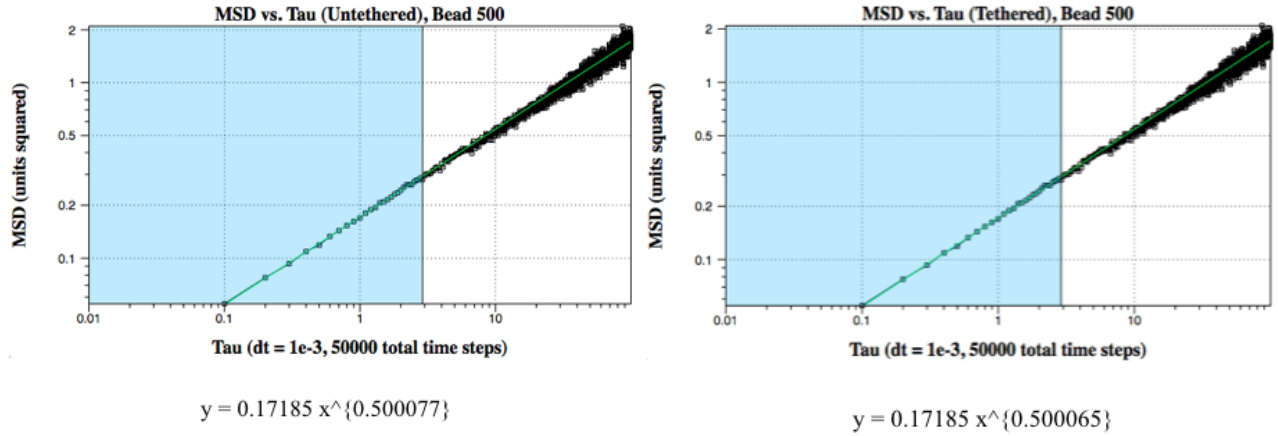 MSD vs. Tau (Untethered), Bead 500
2
1
0.5
0.2
0.1
0.01
0.1
1
10
MSD (units squared)
Tau (dt = 1e-3, 50000 total time steps)
y = 0.17185 x^{0.500077}
MSD vs. Tau (Tethered), Bead 500
2
1
0.5
0.2
0.1
0.01
0.1
1
10
MSD (units squared)
Tau (dt = 1e-3, 50000 total time steps)
y = 0.17185 x^{0.500065}